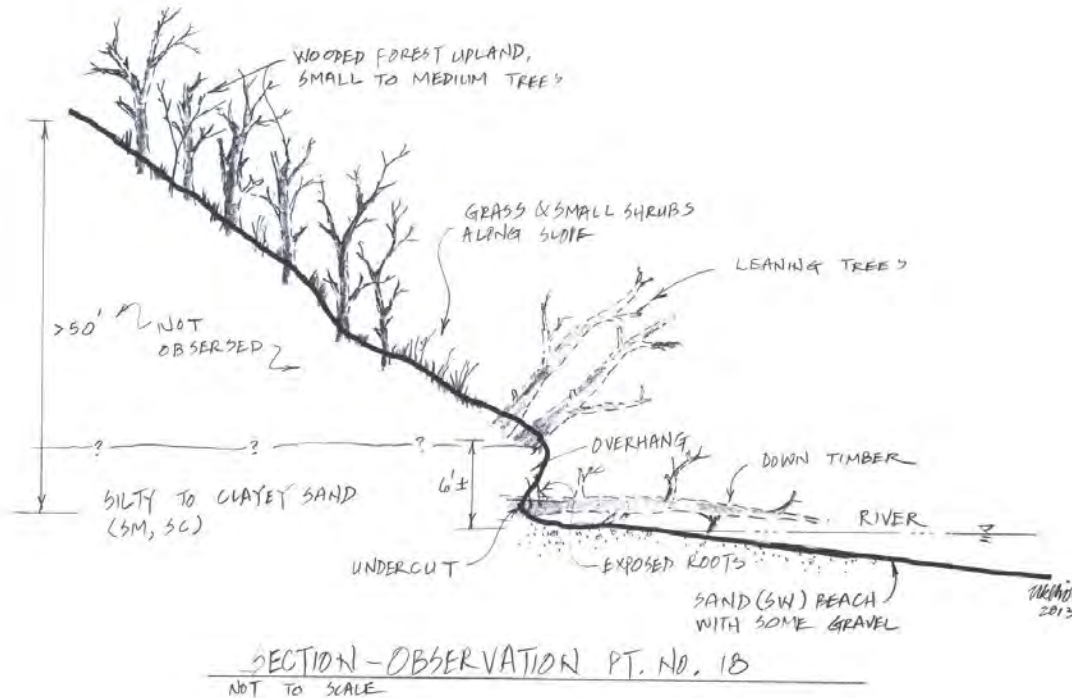 WOODED FOREST UPLAND,
SMALL TO MEDIUM TREES
GRASS & SMALL SHRUBS
ALONG SLOPE
LEANING TREES
>50'
NOT
OBSERSED
? ? ?
OVERHANG
6'±
DOWN TIMBER
SILTY TO CLAYEY SAND
(SM, SC)
RIVER
UNDERCUT
EXPOSED ROOTS
SAND (SW) BEACH
WITH SOME GRAVEL
2013
SECTION - OBSERVATION PT. NO. 18
NOT TO SCALE